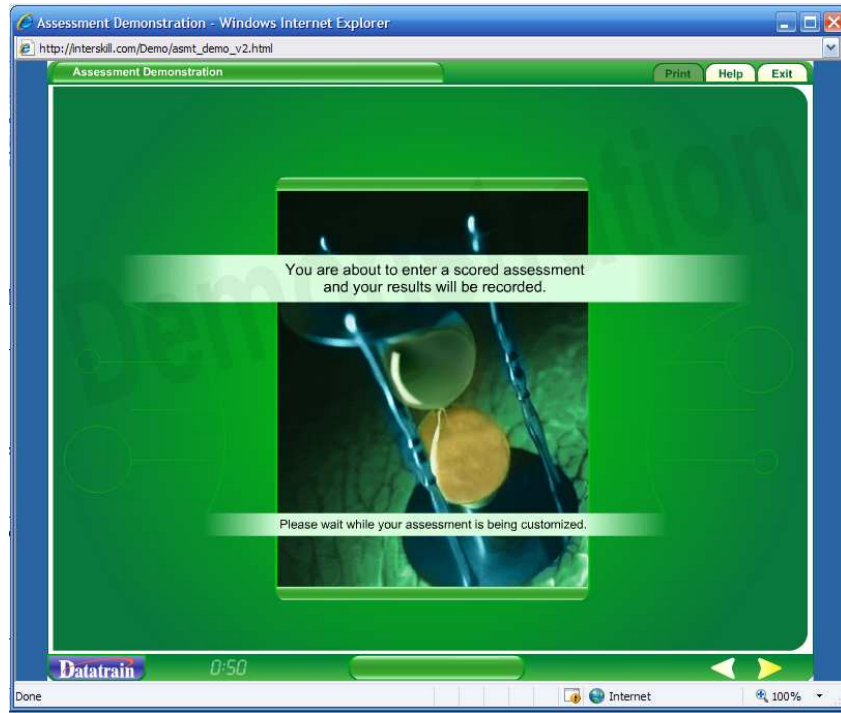 Assessment Demonstration - Windows Internet Explorer
http://interskill.com/Demo/asmt_demo_v2.html
Assessment Demonstration
Print Help Exit
Demonstration
You are about to enter a scored assessment
and your results will be recorded.
Please wait while your assessment is being customized.
Datatrain 0:50
Done Internet 100%